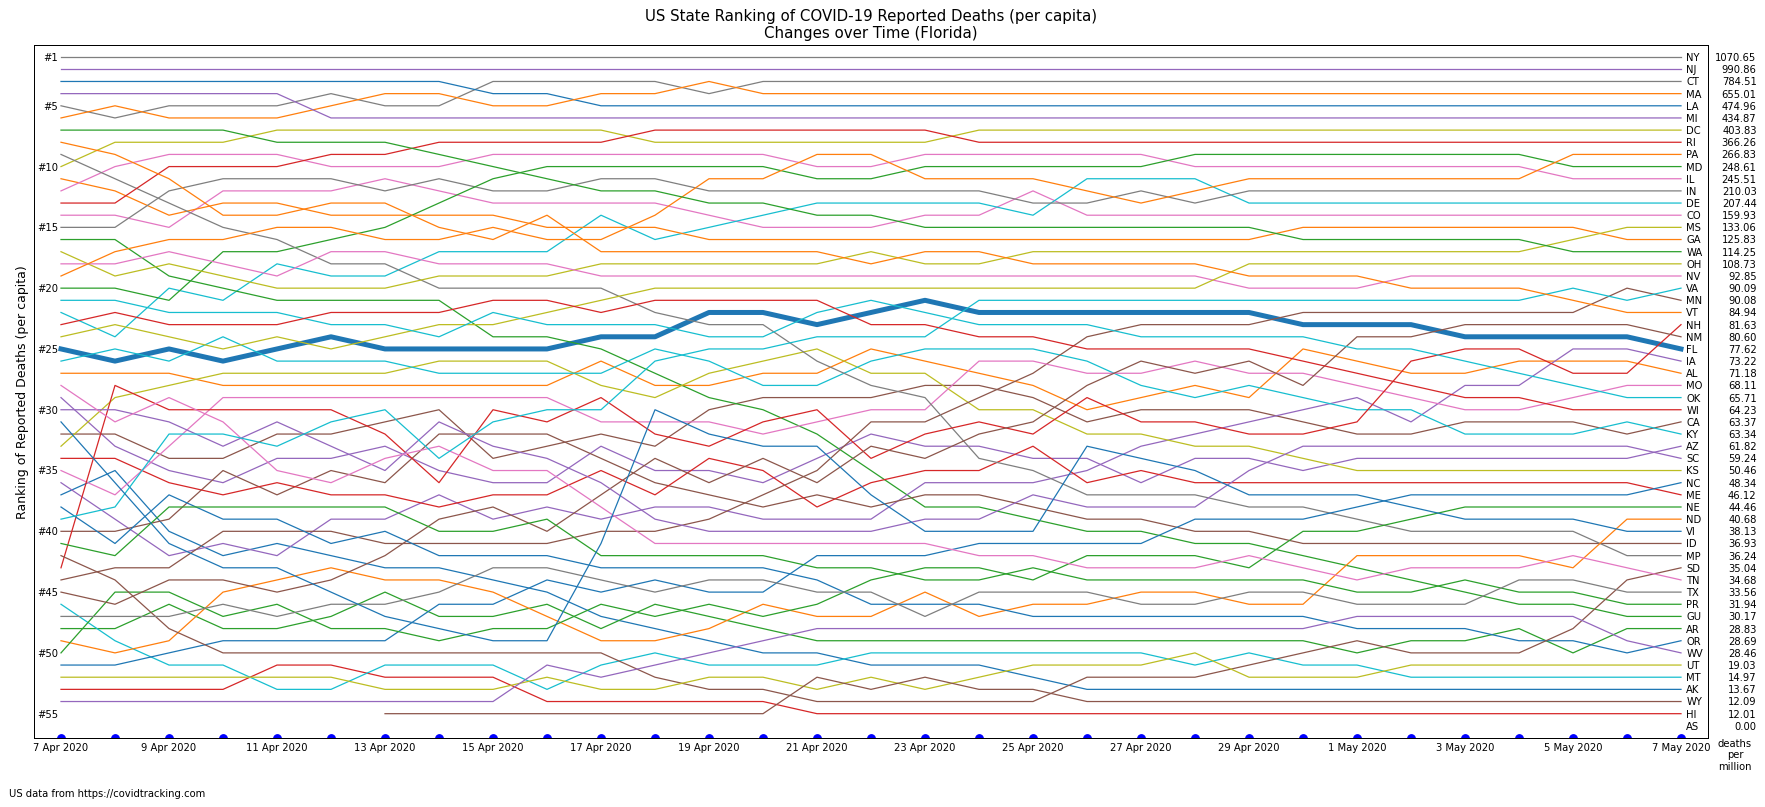 US State Ranking of COVID-19 Reported Deaths (per capita)
Changes over Time (Florida)
Ranking of Reported Deaths (per capita)
#1
#5
#10
#15
#20
#25
#30
#35
#40
#45
#50
#55
NY 1070.65
NJ 990.86
CT 784.51
MA 655.01
LA 474.96
MI 434.87
DC 403.83
RI 366.26
PA 266.83
MD 248.61
IL 245.51
IN 210.03
DE 207.44
CO 159.93
MS 133.06
GA 125.83
WA 114.25
OH 108.73
NV 92.85
VA 90.09
MN 90.08
VT 84.94
NH 81.63
NM 80.60
FL 77.62
IA 73.22
AL 71.18
MO 68.11
OK 65.71
WI 64.23
CA 63.37
KY 63.34
AZ 61.82
SC 59.24
KS 50.46
NC 48.34
ME 46.12
NE 44.46
ND 40.68
VI 38.13
ID 36.93
MP 36.24
SD 35.04
TN 34.68
TX 33.56
PR 31.94
GU 30.17
AR 28.83
OR 28.69
WV 28.46
UT 19.03
MT 14.97
AK 13.67
WY 12.09
HI 12.01
AS 0.00
7 Apr 2020 9 Apr 2020 11 Apr 2020 13 Apr 2020 15 Apr 2020 17 Apr 2020 19 Apr 2020 21 Apr 2020 23 Apr 2020 25 Apr 2020 27 Apr 2020 29 Apr 2020 1 May 2020 3 May 2020 5 May 2020 7 May 2020
deaths
per
million
US data from https://covidtracking.com